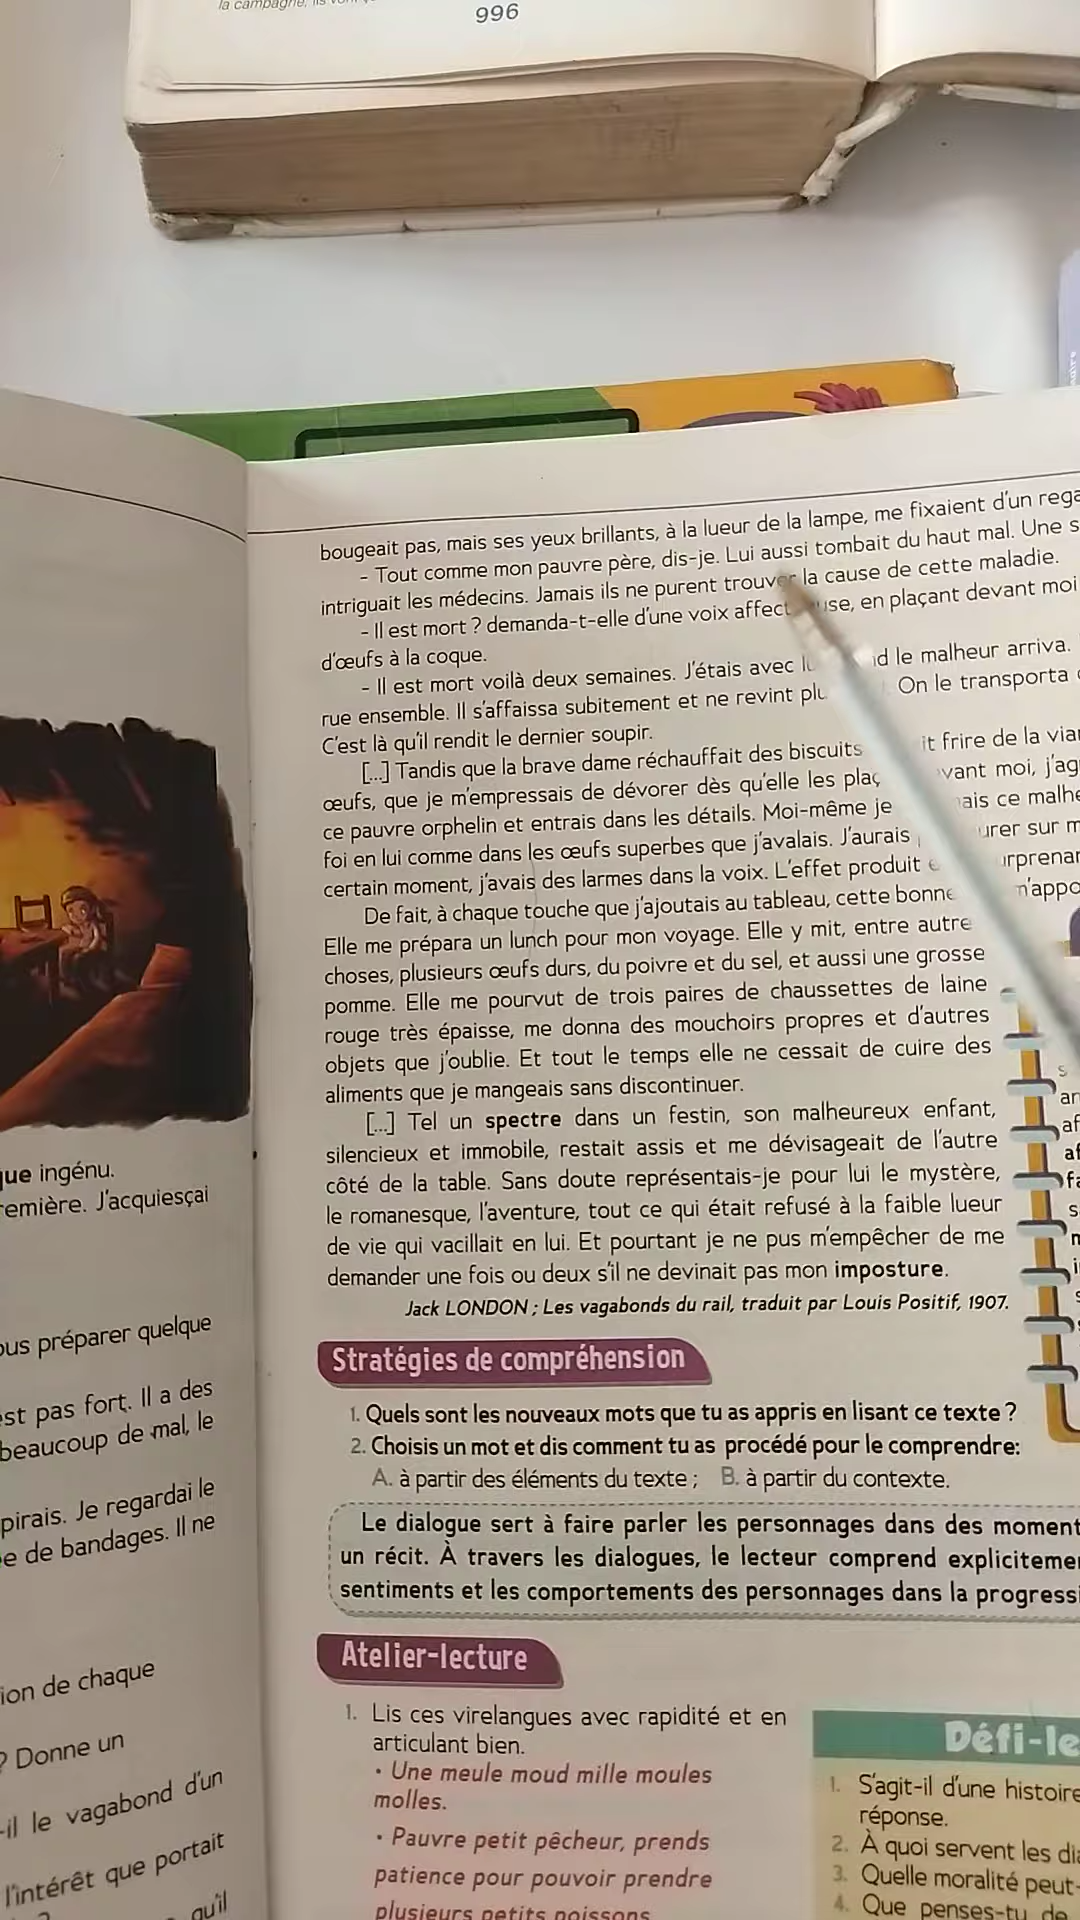 la campagne, ils
996
bougeait pas, mais ses yeux brillants, à la lueur de la lampe, me fixaient d'un rega
- Tout comme mon pauvre père, dis-je. Lui aussi tombait du haut mal. Une s
intriguait les médecins. Jamais ils ne purent trouver la cause de cette maladie.
- Il est mort ? demanda-t-elle d'une voix affect use, en plaçant devant moi
d'œufs à la coque.
- Il est mort voilà deux semaines. J'étais avec l d le malheur arriva.
rue ensemble. Il s'affaissa subitement et ne revint plu On le transporta
C'est là qu'il rendit le dernier soupir.
[...] Tandis que la brave dame réchauffait des biscuits it frire de la vian
œufs, que je m'empressais de dévorer dès qu'elle les plaç vant moi, j'ag
ce pauvre orphelin et entrais dans les détails. Moi-même je ais ce malhe
foi en lui comme dans les œufs superbes que j'avalais. J'aurais urer sur m
certain moment, j'avais des larmes dans la voix. L'effet produit urprenan
De fait, à chaque touche que j'ajoutais au tableau, cette bonne m'appo
Elle me prépara un lunch pour mon voyage. Elle y mit, entre autre
choses, plusieurs œufs durs, du poivre et du sel, et aussi une grosse
pomme. Elle me pourvut de trois paires de chaussettes de laine
rouge très épaisse, me donna des mouchoirs propres et d'autres
objets que j'oublie. Et tout le temps elle ne cessait de cuire des
aliments que je mangeais sans discontinuer.
[...] Tel un spectre dans un festin, son malheureux enfant,
silencieux et immobile, restait assis et me dévisageait de l'autre
côté de la table. Sans doute représentais-je pour lui le mystère,
le romanesque, l'aventure, tout ce qui était refusé à la faible lueur
de vie qui vacillait en lui. Et pourtant je ne pus m'empêcher de me
demander une fois ou deux s'il ne devinait pas mon imposture.
Jack LONDON ; Les vagabonds du rail, traduit par Louis Positif, 1907.
que ingénu.
remière. J'acquiesçai
ous préparer quelque
est pas fort. Il a des
beaucoup de mal, le
pirais. Je regardai le
e de bandages. Il ne
ion de chaque
? Donne un
-il le vagabond d'un
l'intérêt que portait
qu'il
Stratégies de compréhension
1. Quels sont les nouveaux mots que tu as appris en lisant ce texte ?
2. Choisis un mot et dis comment tu as procédé pour le comprendre:
A. à partir des éléments du texte ; B. à partir du contexte.
Le dialogue sert à faire parler les personnages dans des moment
un récit. À travers les dialogues, le lecteur comprend expliciteme
sentiments et les comportements des personnages dans la progressi
Atelier-lecture
1. Lis ces virelangues avec rapidité et en
articulant bien.
• Une meule moud mille moules
molles.
• Pauvre petit pêcheur, prends
patience pour pouvoir prendre
plusieurs petits poissons
Défi-le
1. S'agit-il d'une histoire
réponse.
2. À quoi servent les dia
3. Quelle moralité peut-
4. Que penses-tu de